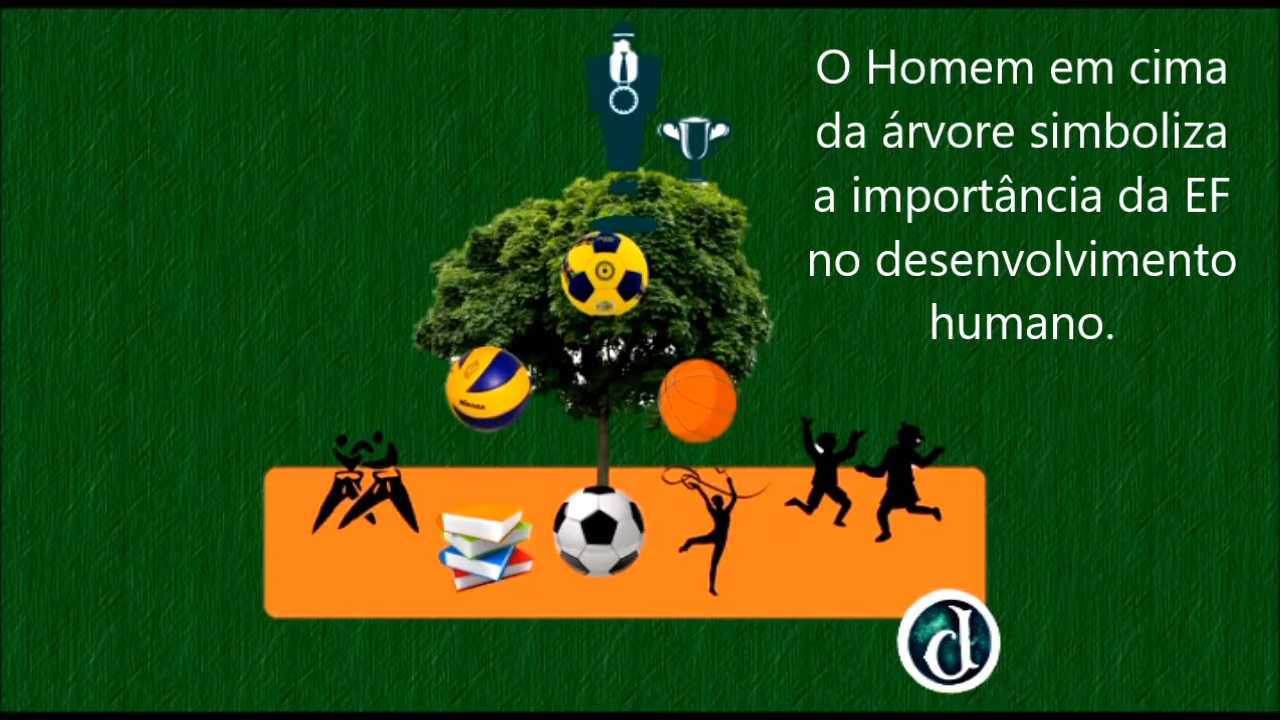 O Homem em cima
da árvore simboliza
a importância da EF
no desenvolvimento
humano.
d